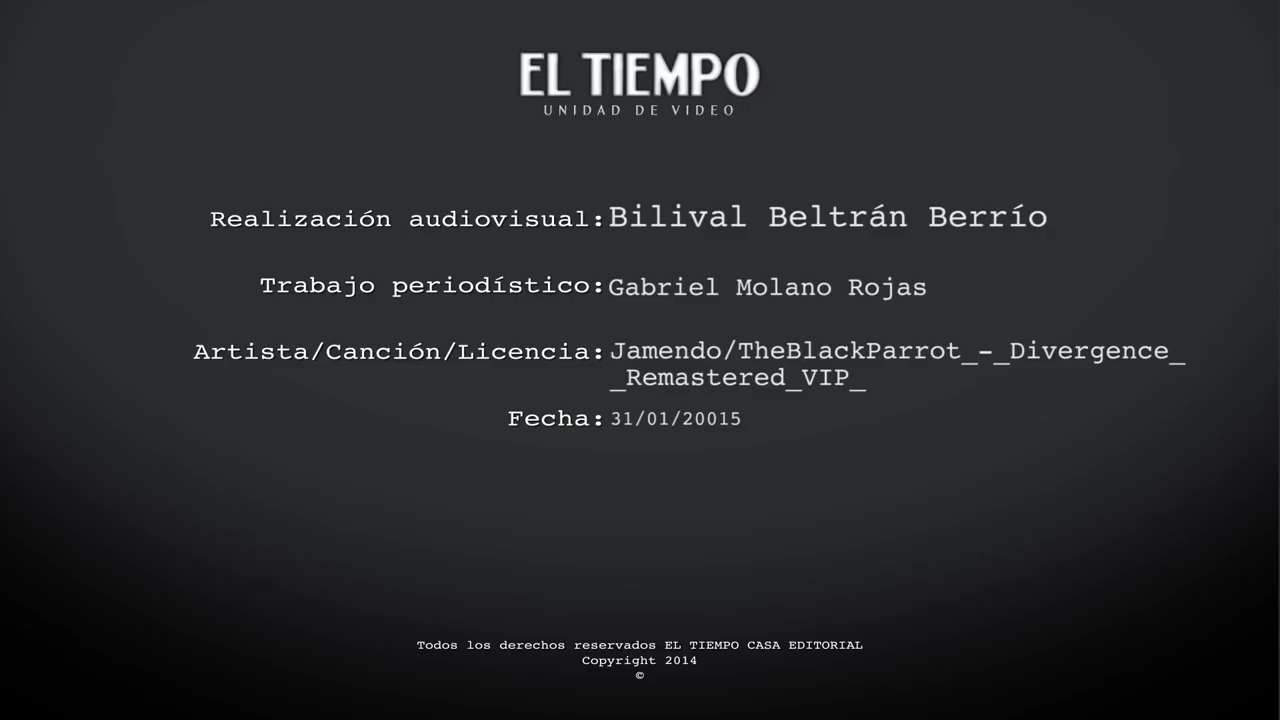 EL TIEMPO
UNIDAD DE VIDEO
Realización audiovisual: Bilival Beltrán Berrío
Trabajo periodístico: Gabriel Molano Rojas
Artista/Canción/Licencia: Jamendo/TheBlackParrot_-_Divergence_
_Remastered_VIP_
Fecha: 31/01/20015
Todos los derechos reservados EL TIEMPO CASA EDITORIAL
Copyright 2014
©